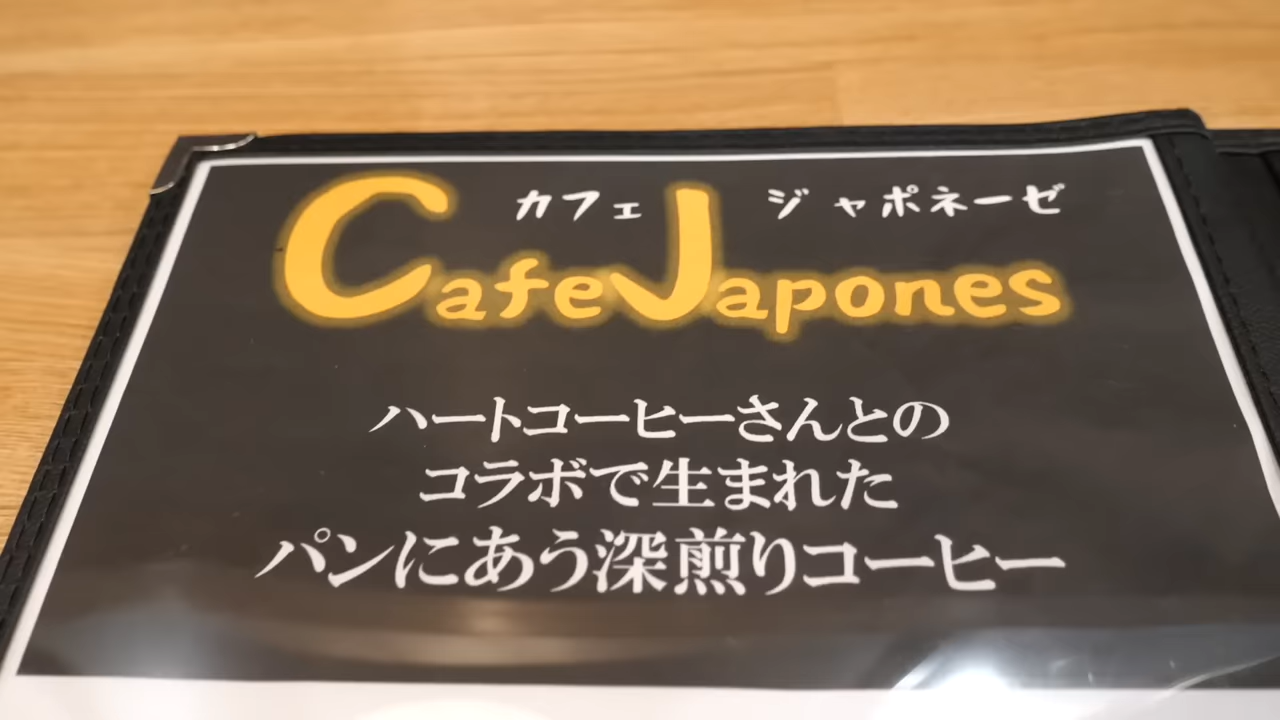 カフェ ジャポネーゼ
Cafe Japones
ハートコーヒーさんとの
コラボで生まれた
パンにあう深煎りコーヒー